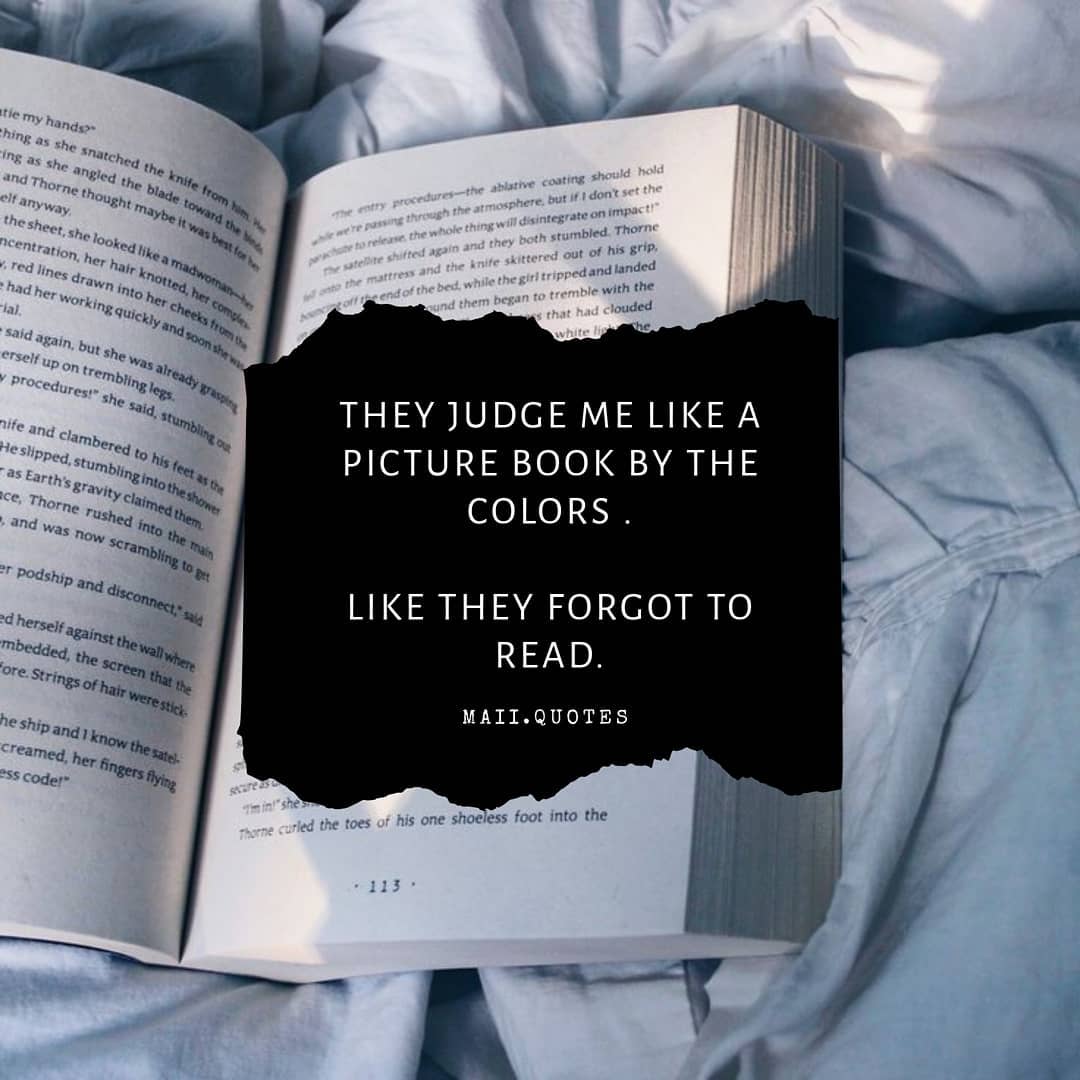 tie my hands?"
thing as she snatched the knife from him. Her
as she angled the blade toward the
and Thorne thought maybe it was best for her
elf anyway.
the sheet, she looked like a madwoman—her
ncentration, her hair knotted, her complex-
red lines drawn into her cheeks from the
had her working quickly and soon she was
rial.
said again, but she was already grasping
erself up on trembling legs.
procedures!" she said, stumbling out
nife and clambered to his feet as the
He slipped, stumbling into the shower
as Earth's gravity claimed them.
nce, Thorne rushed into the main
and was now scrambling to get
er podship and disconnect," said
ed herself against the wall where
mbedded, the screen that the
fore. Strings of hair were stick-
he ship and I know the satel-
creamed, her fingers flying
ess code!"
"The entry procedures—the ablative coating should hold
while we're passing through the atmosphere, but if I don't set the
parachute to release, the whole thing will disintegrate on impact!"
The satellite shifted again and they both stumbled. Thorne
fell onto the mattress and the knife skittered out of his grip,
bouncing off the end of the bed, while the girl tripped and landed
und them began to tremble with the
that had clouded
white light. The
THEY JUDGE ME LIKE A
PICTURE BOOK BY THE
COLORS .
LIKE THEY FORGOT TO
READ.
MAII.QUOTES
secure as
"I'm in!" she
Thorne curled the toes of his one shoeless foot into the
· 113 ·